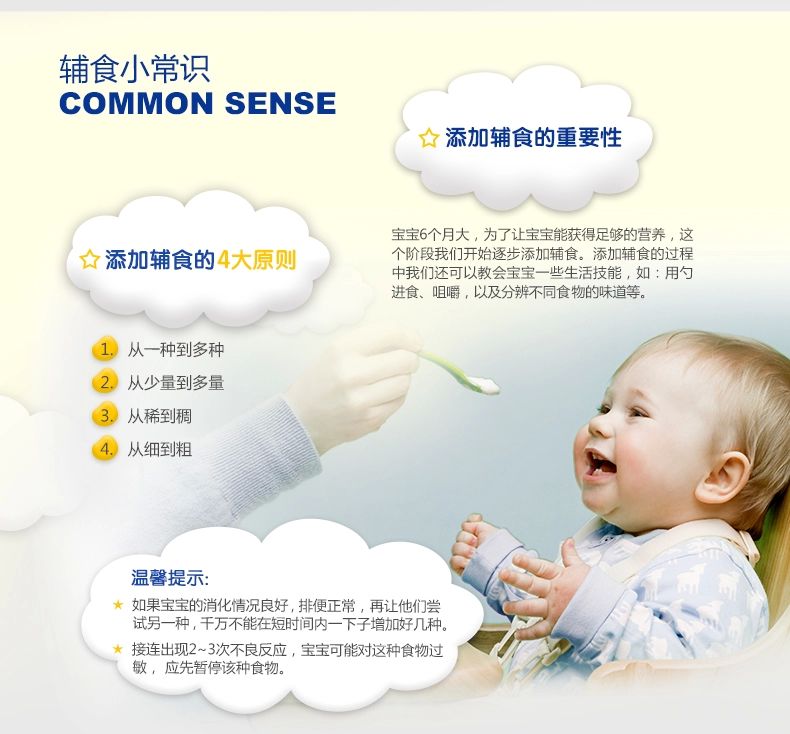 辅食小常识
COMMON SENSE
添加辅食的重要性
宝宝6个月大，为了让宝宝能获得足够的营养，这
个阶段我们开始逐步添加辅食。添加辅食的过程
中我们还可以教会宝宝一些生活技能，如：用勺
进食、咀嚼，以及分辨不同食物的味道等。
添加辅食的4大原则
1. 从一种到多种
2. 从少量到多量
3. 从稀到稠
4. 从细到粗
温馨提示:
如果宝宝的消化情况良好，排便正常，再让他们尝
试另一种，千万不能在短时间内一下子增加好几种。
接连出现2~3次不良反应，宝宝可能对这种食物过
敏， 应先暂停该种食物。